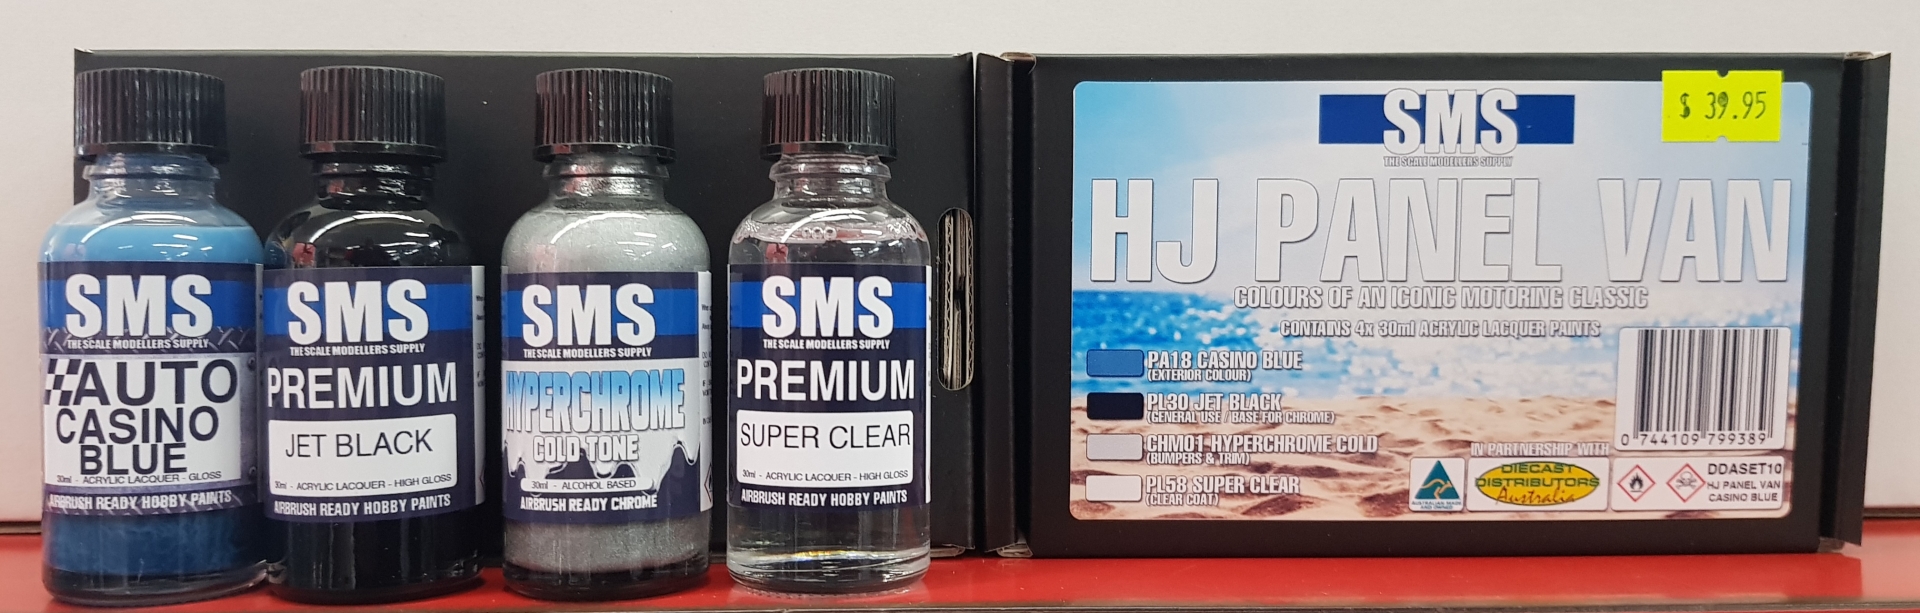 SMS
THE SCALE MODELLERS SUPPLY
AUTO
CASINO
BLUE
30ml - ACRYLIC LACQUER - GLOSS
AIRBRUSH READY HOBBY PAINTS
SMS
THE SCALE MODELLERS SUPPLY
PREMIUM
JET BLACK
30ml - ACRYLIC LACQUER - HIGH GLOSS
AIRBRUSH READY HOBBY PAINTS
SMS
THE SCALE MODELLERS SUPPLY
HYPERCHROME
COLD TONE
30ml - ALCOHOL BASED
AIRBRUSH READY CHROME
SMS
THE SCALE MODELLERS SUPPLY
PREMIUM
SUPER CLEAR
30ml - ACRYLIC LACQUER - HIGH GLOSS
AIRBRUSH READY HOBBY PAINTS
$ 39.95
SMS
THE SCALE MODELLERS SUPPLY
HJ PANEL VAN
COLOURS OF AN ICONIC MOTORING CLASSIC
CONTAINS 4x 30ml ACRYLIC LACQUER PAINTS
PA18 CASINO BLUE
(EXTERIOR COLOUR)
PL30 JET BLACK
(GENERAL USE / BASE FOR CHROME)
CHM01 HYPERCHROME COLD
(BUMPERS & TRIM)
PL58 SUPER CLEAR
(CLEAR COAT)
0 744109 799389
IN PARTNERSHIP WITH
DIECAST
DISTRIBUTORS
Australia
AUSTRALIAN MADE
AND OWNED
DDASET10
HJ PANEL VAN
CASINO BLUE